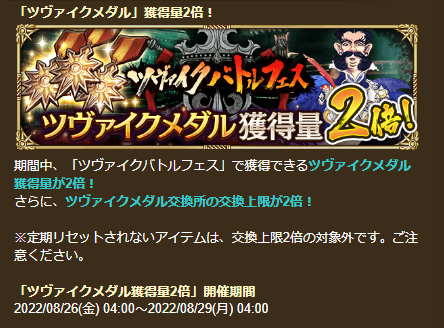 「ツヴァイクメダル」獲得量2倍！
ツヴァイクバトルフェス
ツヴァイクメダル獲得量2倍!
期間中、「ツヴァイクバトルフェス」で獲得できるツヴァイクメダル
獲得量が2倍！
さらに、ツヴァイクメダル交換所の交換上限が2倍！
※定期リセットされないアイテムは、交換上限2倍の対象外です。ご注
意ください。
「ツヴァイクメダル獲得量2倍」開催期間
2022/08/26(金) 04:00～2022/08/29(月) 04:00